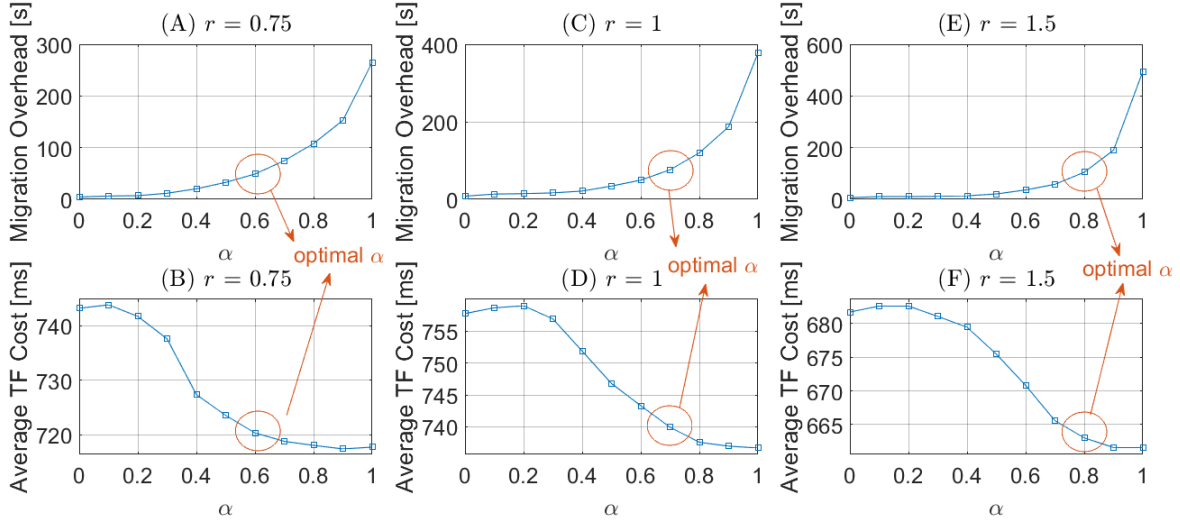 (A) r = 0.75
Migration Overhead [s]
300
200
100
0
0 0.2 0.4 0.6 0.8 1
α
(C) r = 1
Migration Overhead [s]
400
200
0
0 0.2 0.4 0.6 0.8 1
α
(E) r = 1.5
Migration Overhead [s]
600
400
200
0
0 0.2 0.4 0.6 0.8 1
α
optimal α
optimal α
optimal α
(B) r = 0.75
Average TF Cost [ms]
740
730
720
0 0.2 0.4 0.6 0.8 1
α
(D) r = 1
Average TF Cost [ms]
755
750
745
740
0 0.2 0.4 0.6 0.8 1
α
(F) r = 1.5
Average TF Cost [ms]
680
675
670
665
0 0.2 0.4 0.6 0.8 1
α